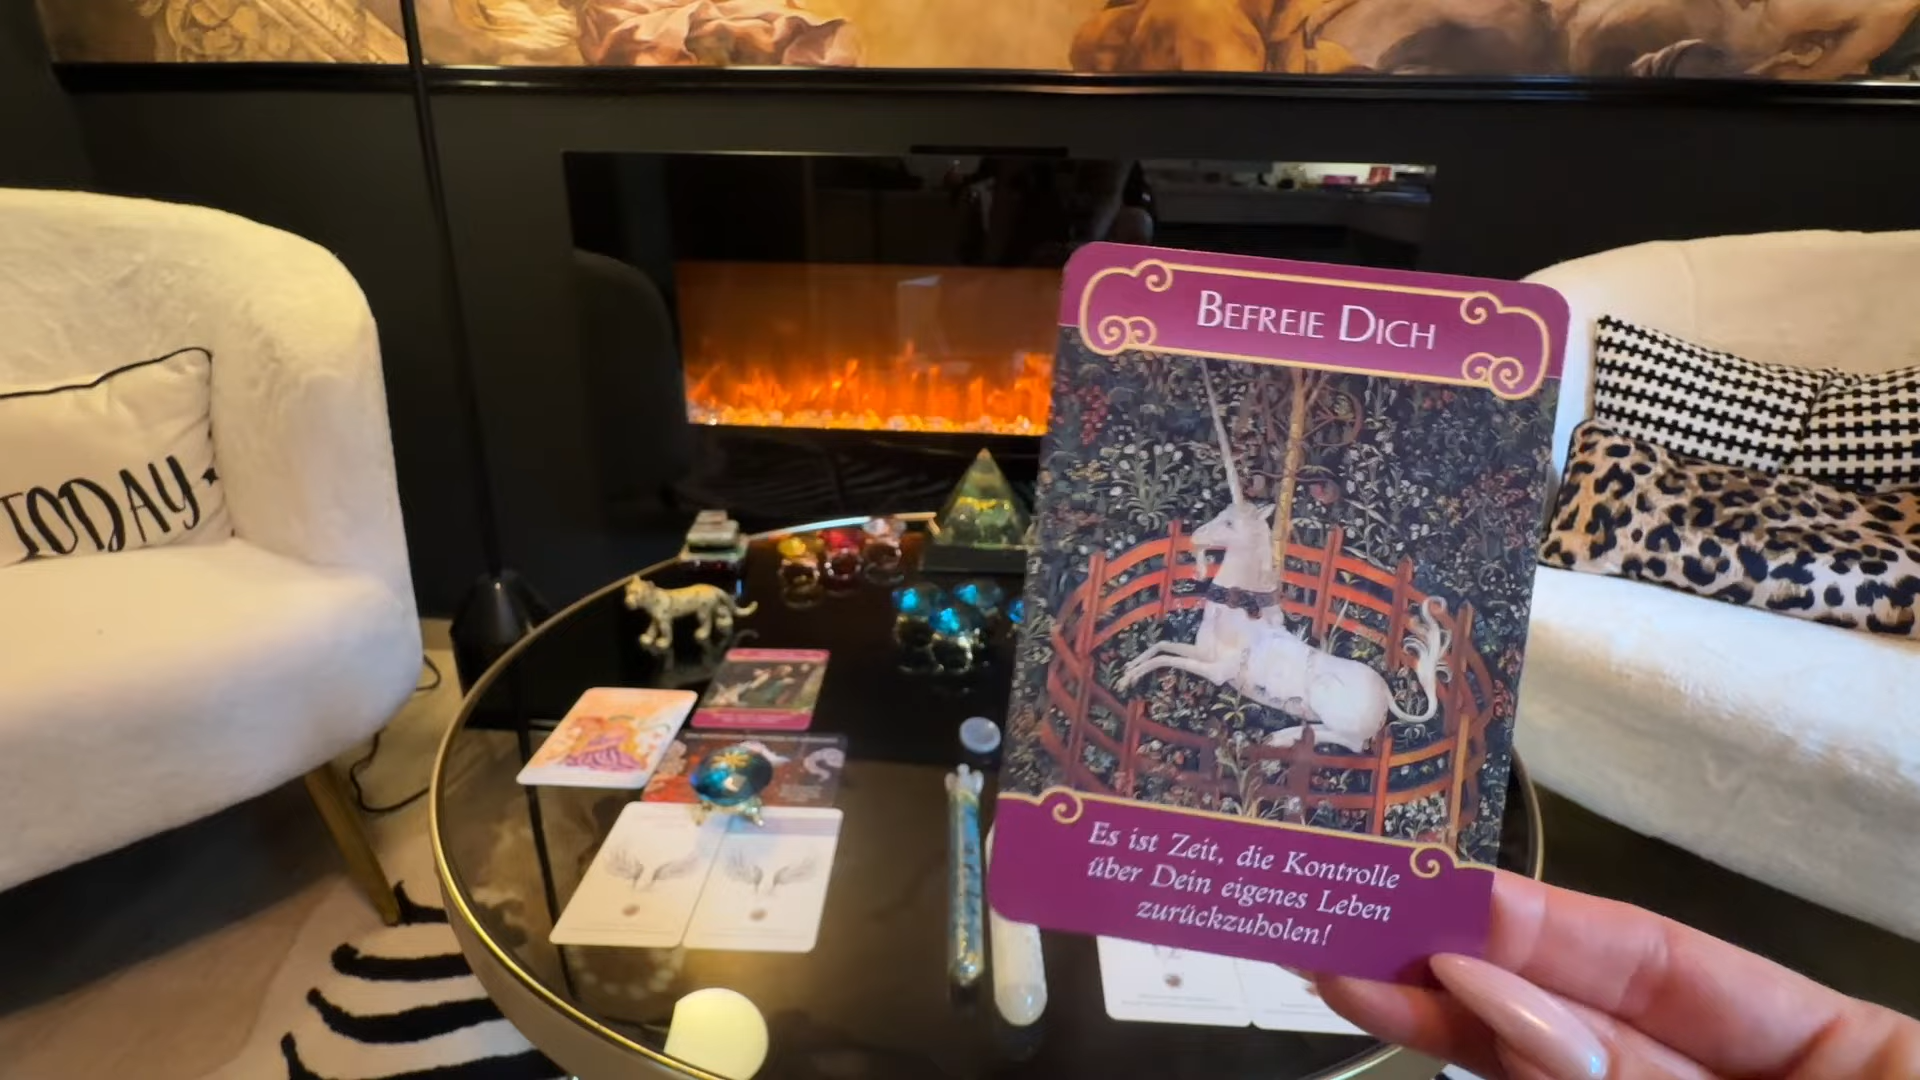 TODAY
BEFREIE DICH
Es ist Zeit, die Kontrolle
über Dein eigenes Leben
zurückzuholen!